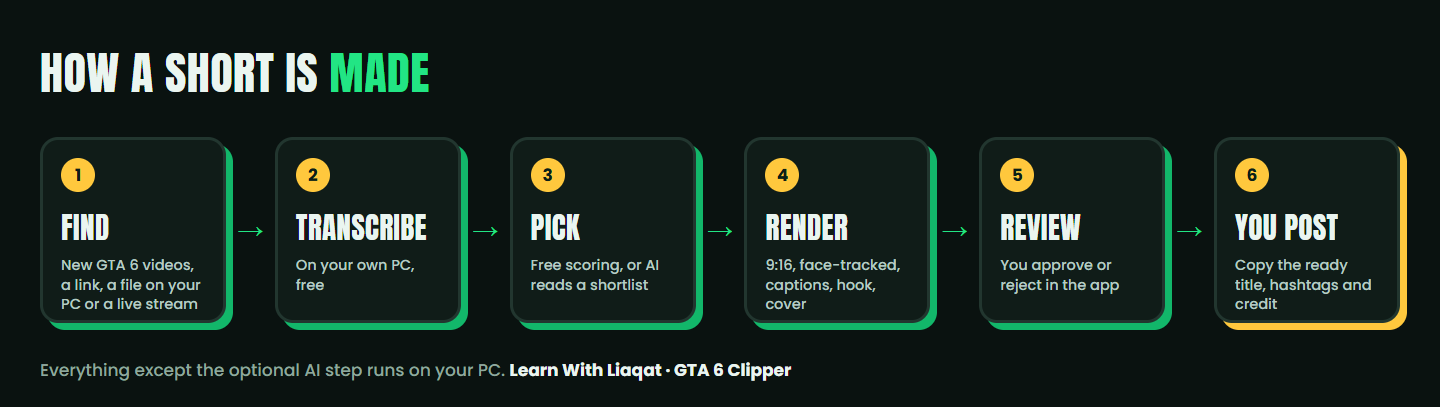 HOW A SHORT IS MADE
1
FIND
New GTA 6 videos,
a link, a file on your
PC or a live stream
→
2
TRANSCRIBE
On your own PC,
free
→
3
PICK
Free scoring, or AI
reads a shortlist
→
4
RENDER
9:16, face-tracked,
captions, hook,
cover
→
5
REVIEW
You approve or
reject in the app
→
6
YOU POST
Copy the ready
title, hashtags and
credit
Everything except the optional AI step runs on your PC. Learn With Liaqat · GTA 6 Clipper